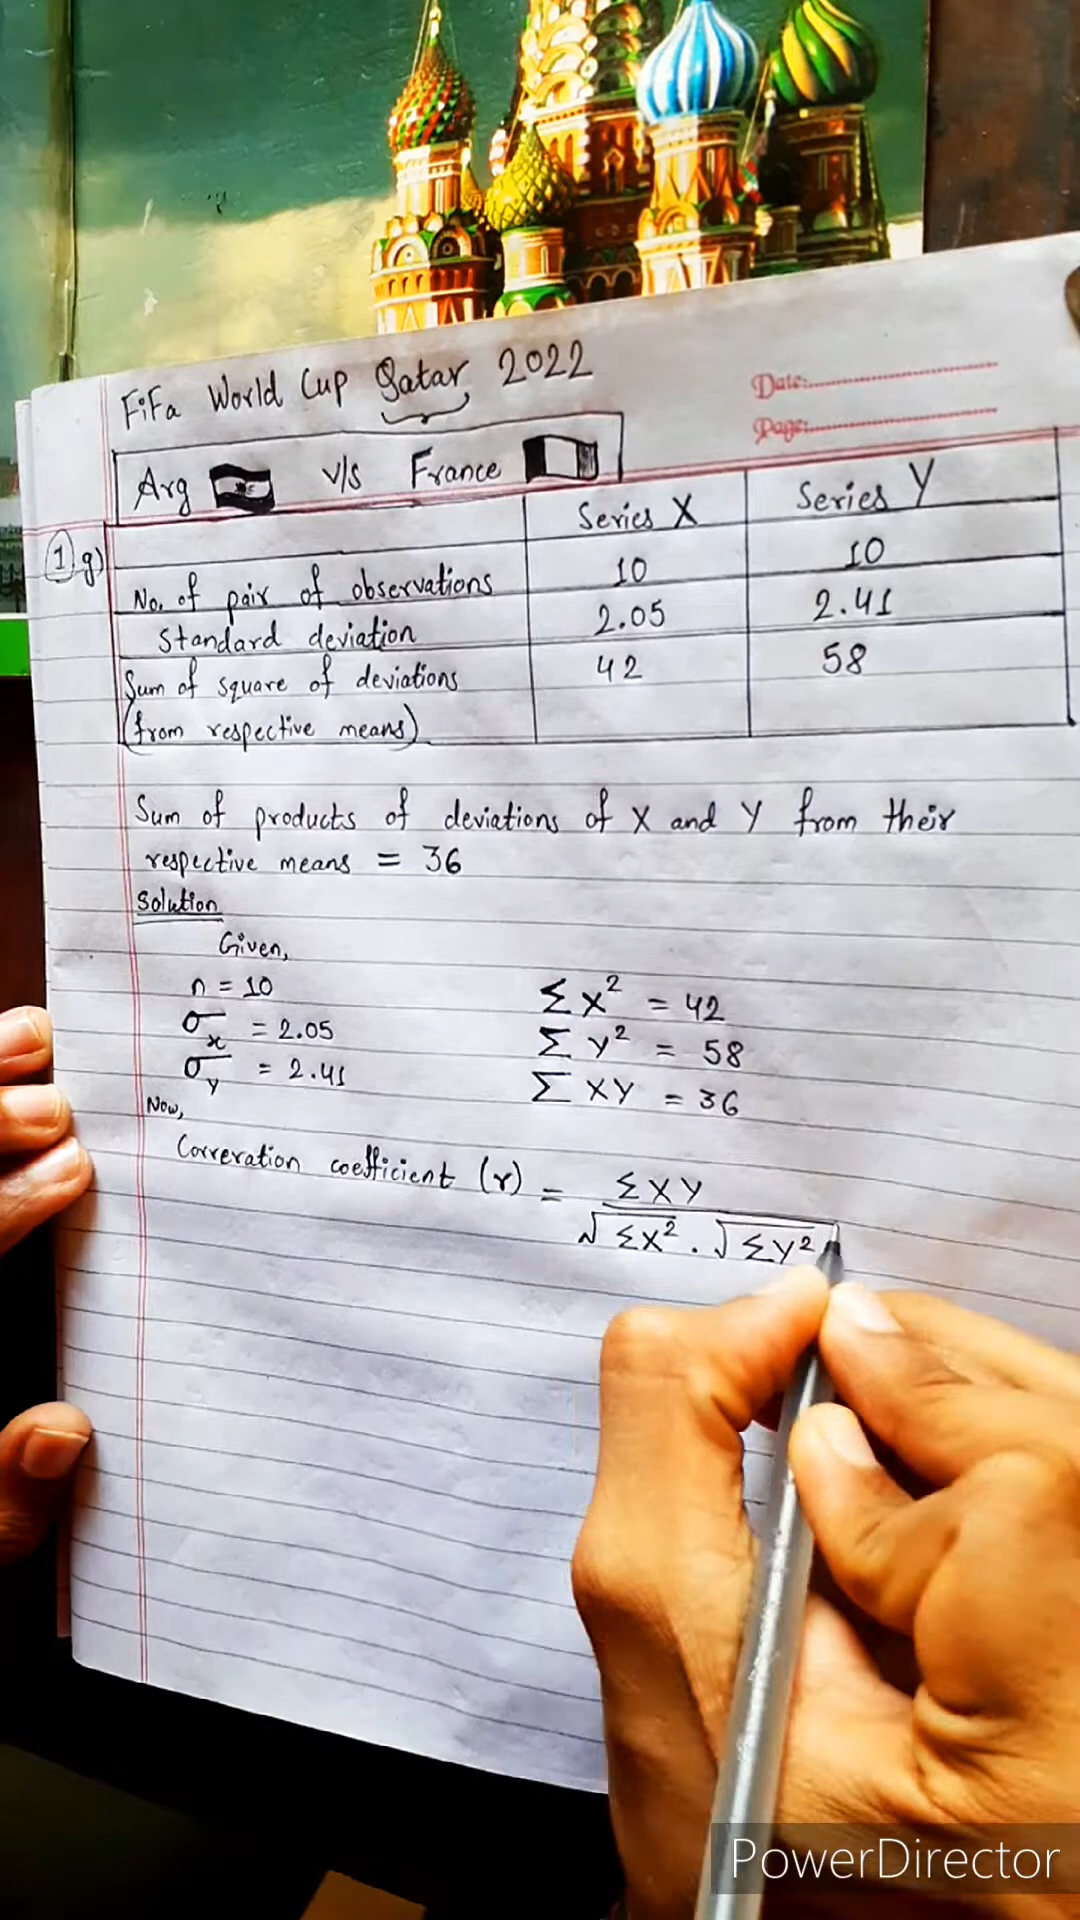 FiFa World Cup Qatar 2022
Date:
Page:
Arg v/s France
Series X Series Y
1 g)
No. of pair of observations 10 10
Standard deviation 2.05 2.41
Sum of square of deviations 42 58
(from respective means)
Sum of products of deviations of X and Y from their
respective means = 36
Solution
Given,
n = 10 Σx² = 42
σx = 2.05 Σy² = 58
σy = 2.41 Σxy = 36
Now,
Correration coefficient (r) = ΣXY
√ΣX² . √ΣY²
PowerDirector